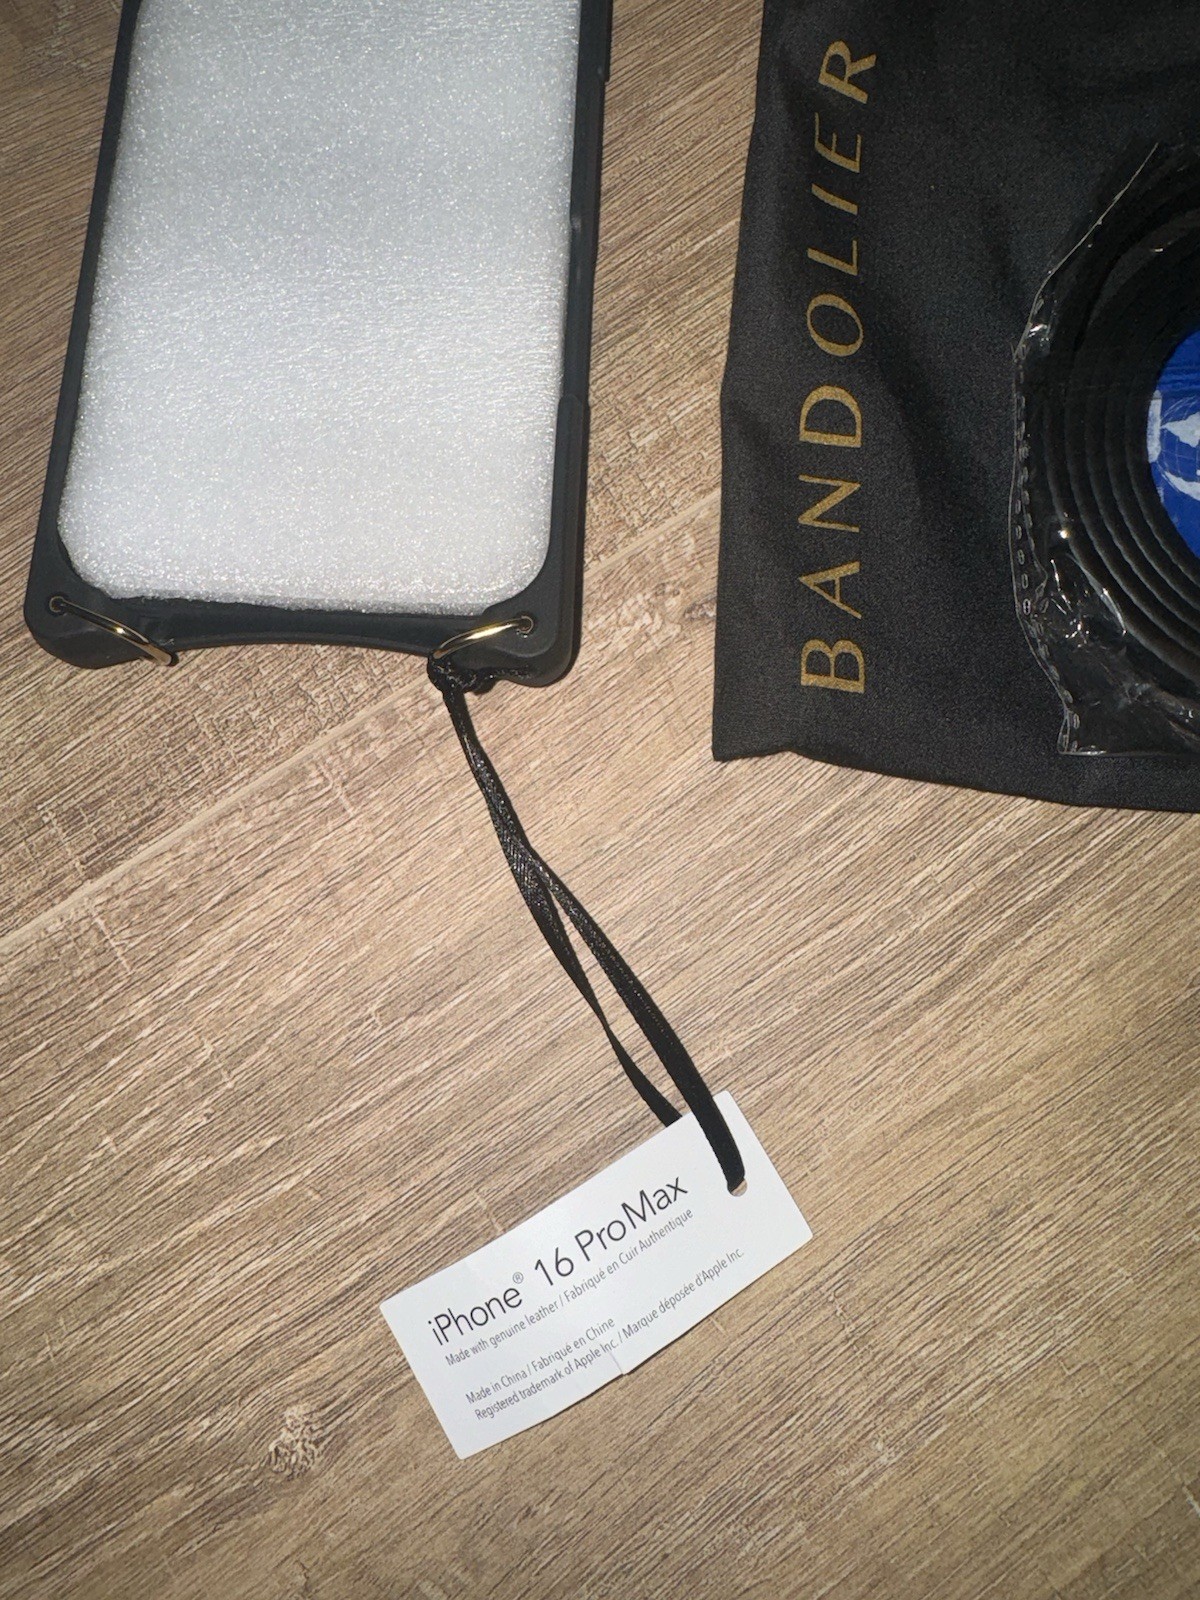 BANDOLIER
iPhone® 16 Pro Max
Made with genuine leather / Fabriqué en Cuir Authentique
Made in China / Fabriqué en Chine
Registered trademark of Apple Inc. / Marque déposée d'Apple Inc.